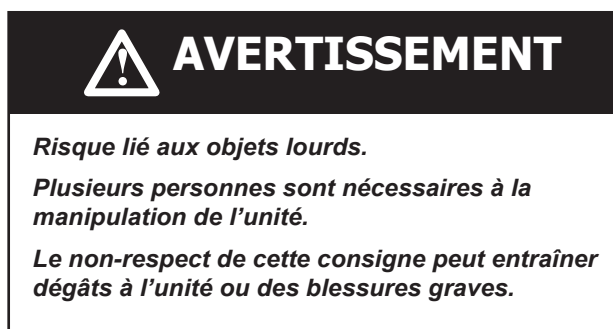 AVERTISSEMENT
Risque lié aux objets lourds.
Plusieurs personnes sont nécessaires à la
manipulation de l'unité.
Le non-respect de cette consigne peut entraîner
dégâts à l'unité ou des blessures graves.